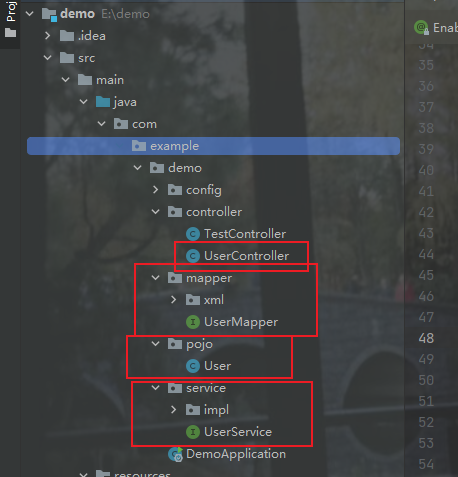 Proj
demo E:\demo
.idea
src
main
java
com
example
demo
config
controller
TestController
UserController
mapper
xml
UserMapper
pojo
User
service
impl
UserService
DemoApplication
resources
Enab
34
35
36
37
38
39
40
41
42
43
44
45
46
47
48
49
50
51
52
53
54